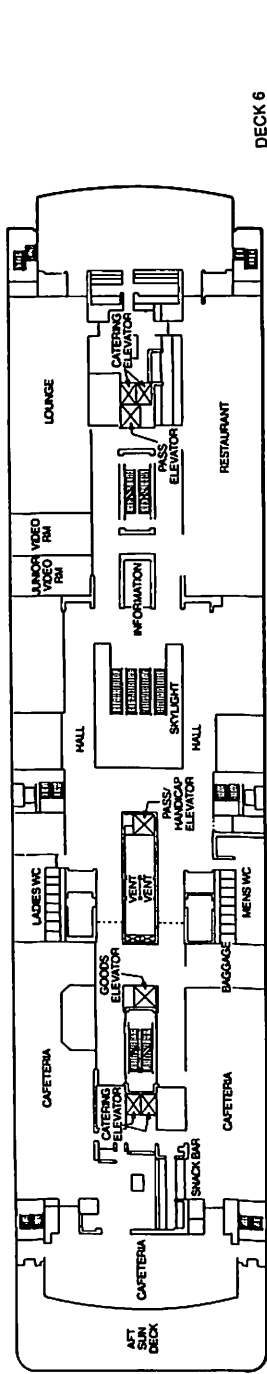 DECK 6
LOUNGE
CATERING
ELEVATOR
PASS
ELEVATOR
RESTAURANT
VIDEO
RM
JUNIOR
VIDEO
RM
INFORMATION
HALL
SKYLIGHT
HALL
PASS/
HANDICAP
ELEVATOR
VENT
VENT
LADIES WC
MENS WC
GOODS
ELEVATOR
BAGGAGE
CAFETERIA
CATERING
ELEVATOR
CAFETERIA
SNACK BAR
CAFETERIA
AFT
SUN
DECK